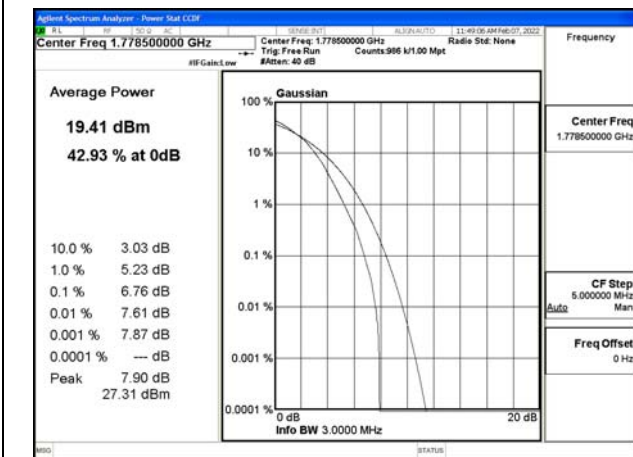 Agilent Spectrum Analyzer - Power Stat CCDF
RL RF 50 Ω AC SENSE:INT ALIGN AUTO 11:49:06 AM Feb 07, 2022
Center Freq 1.778500000 GHz
Center Freq: 1.778500000 GHz Radio Std: None
Trig: Free Run Counts:986 k/1.00 Mpt
#IFGain:Low #Atten: 40 dB
Frequency
Average Power
19.41 dBm
42.93 % at 0dB
10.0 % 3.03 dB
1.0 % 5.23 dB
0.1 % 6.76 dB
0.01 % 7.61 dB
0.001 % 7.87 dB
0.0001 % --- dB
Peak 7.90 dB
27.31 dBm
Gaussian
100 %
10 %
1 %
0.1 %
0.01 %
0.001 %
0.0001 %
0 dB 20 dB
Info BW 3.0000 MHz
Center Freq
1.778500000 GHz
CF Step
5.000000 MHz
Auto Man
Freq Offset
0 Hz
MSG STATUS